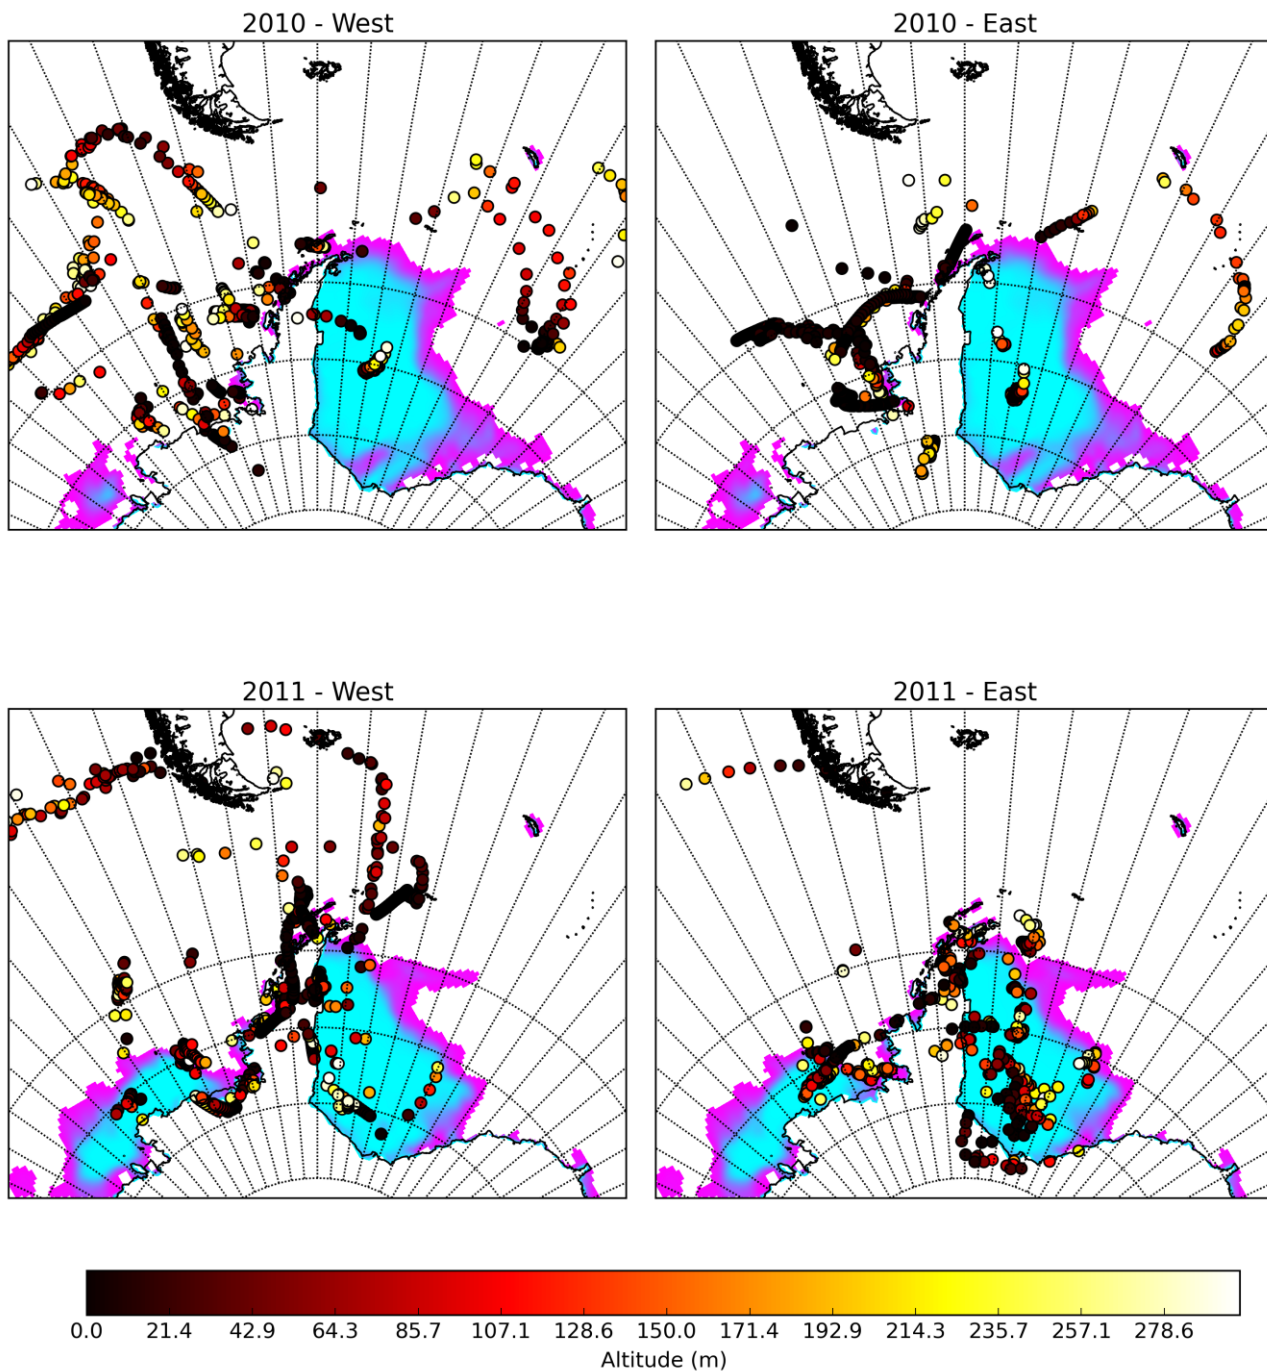 2010 - West
2010 - East
2011 - West
2011 - East
0.0 21.4 42.9 64.3 85.7 107.1 128.6 150.0 171.4 192.9 214.3 235.7 257.1 278.6
Altitude (m)